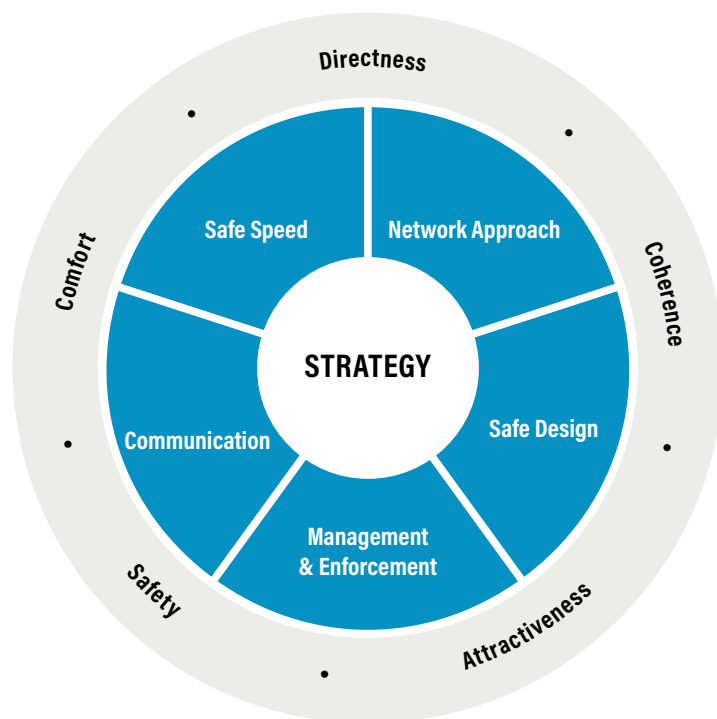 Directness
Coherence
Attractiveness
Safety
Comfort
Safe Speed
Network Approach
Safe Design
Management
& Enforcement
Communication
STRATEGY